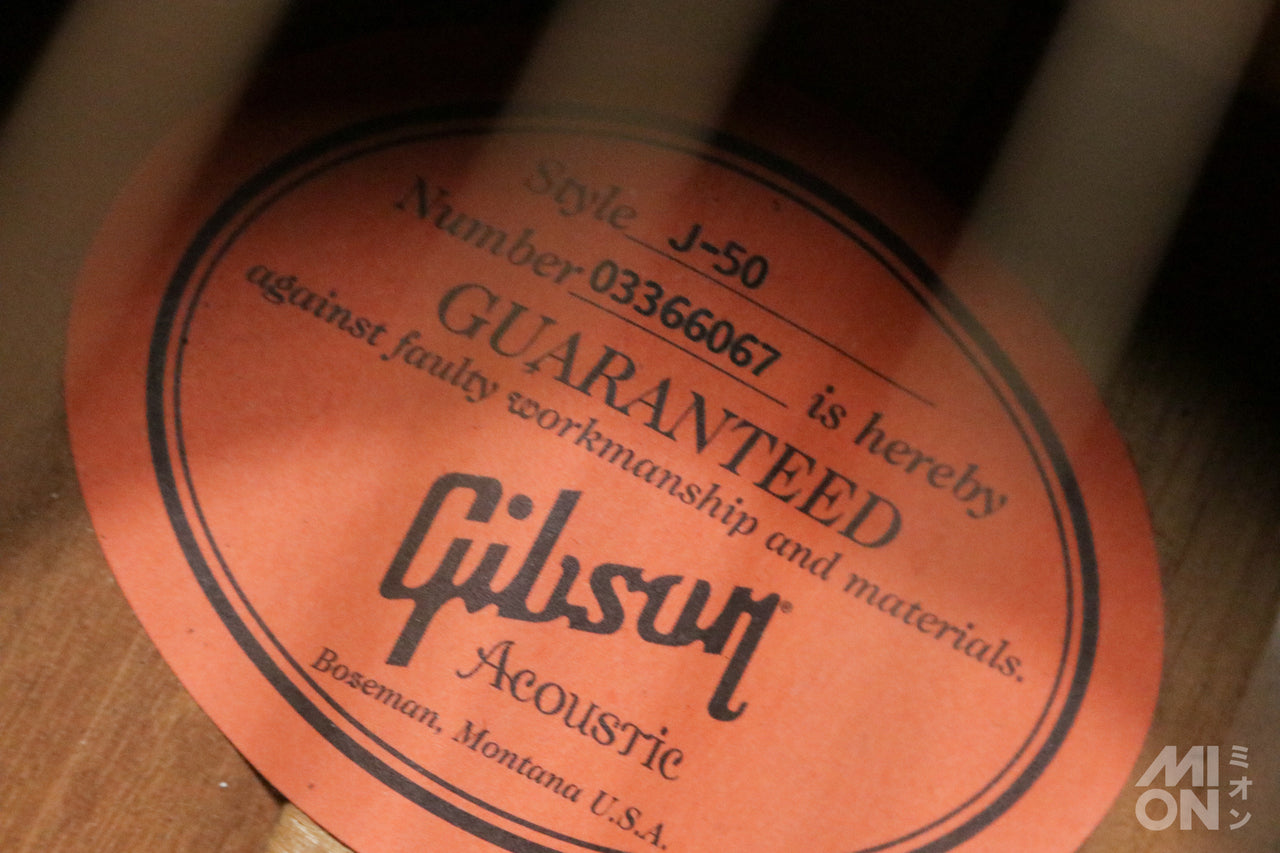 Style J-50
Number 03366067 is hereby
GUARANTEED
against faulty workmanship and materials.
Gibson®
Acoustic
Bozeman, Montana U.S.A.
MI
ON
ミオン